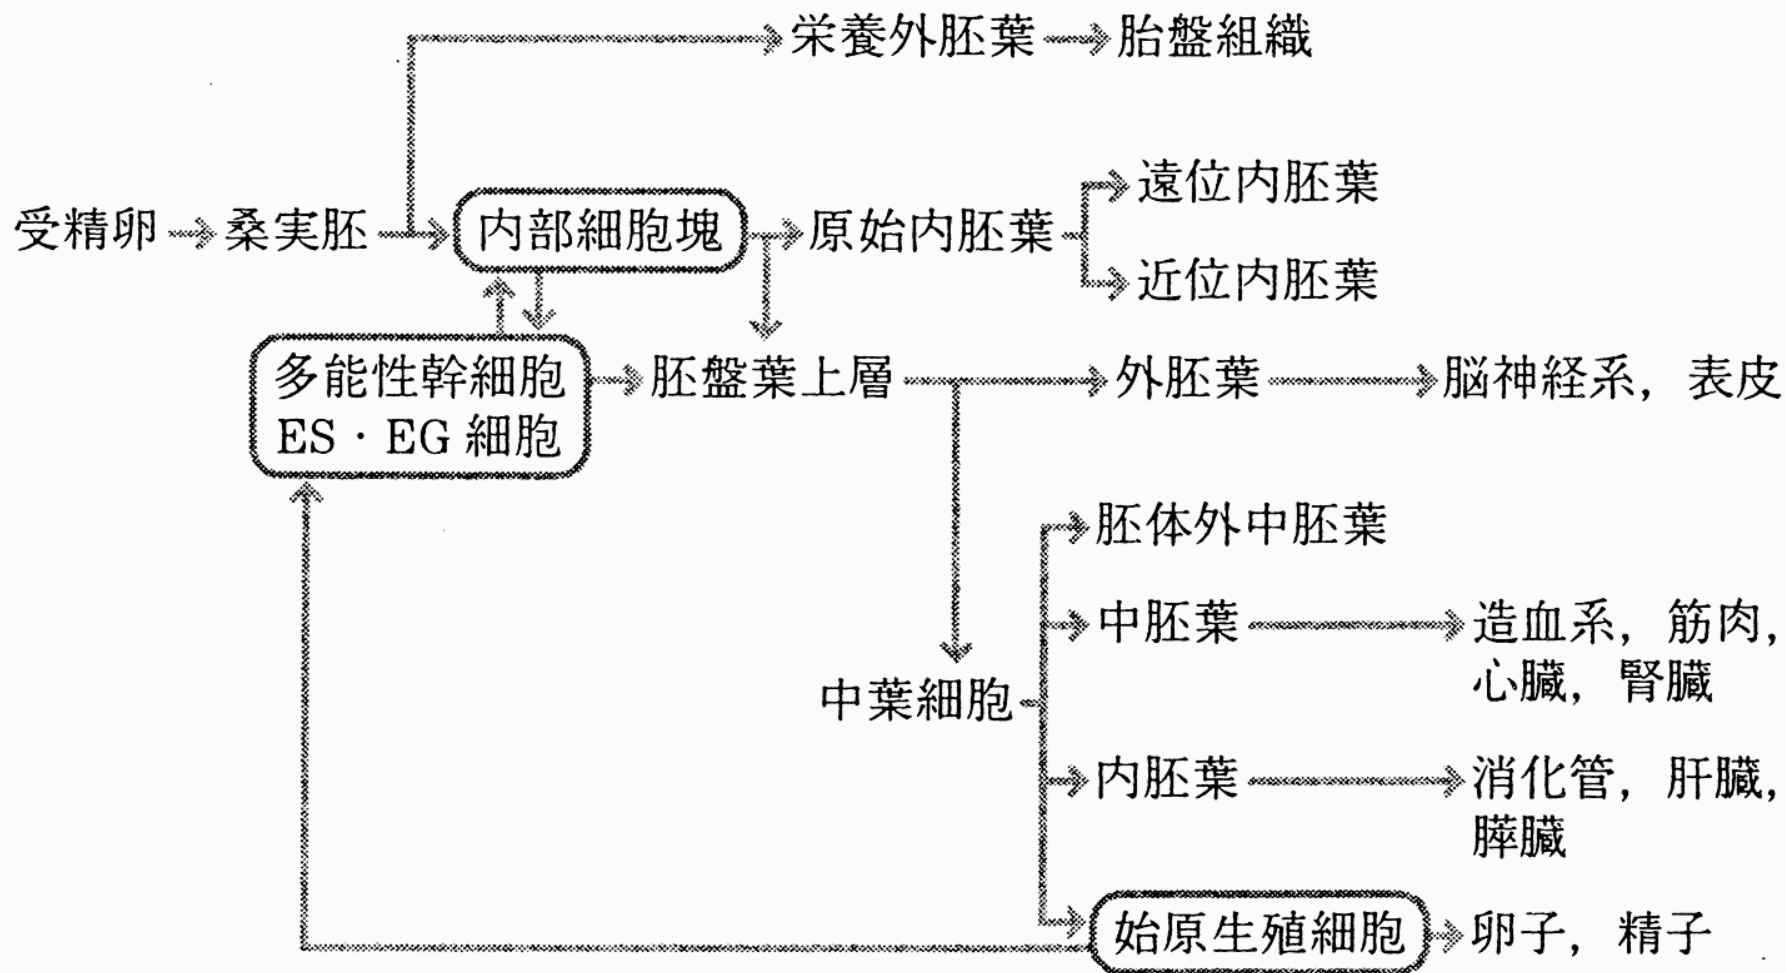 栄養外胚葉
胎盤組織
遠位内胚葉
受精卵
桑実胚
内部細胞塊
原始内胚葉
近位内胚葉
多能性幹細胞
ES・EG 細胞
胚盤葉上層
外胚葉
脳神経系，表皮
胚体外中胚葉
中胚葉
造血系，筋肉，
心臓，腎臓
中葉細胞
内胚葉
消化管，肝臓，
膵臓
始原生殖細胞
卵子，精子